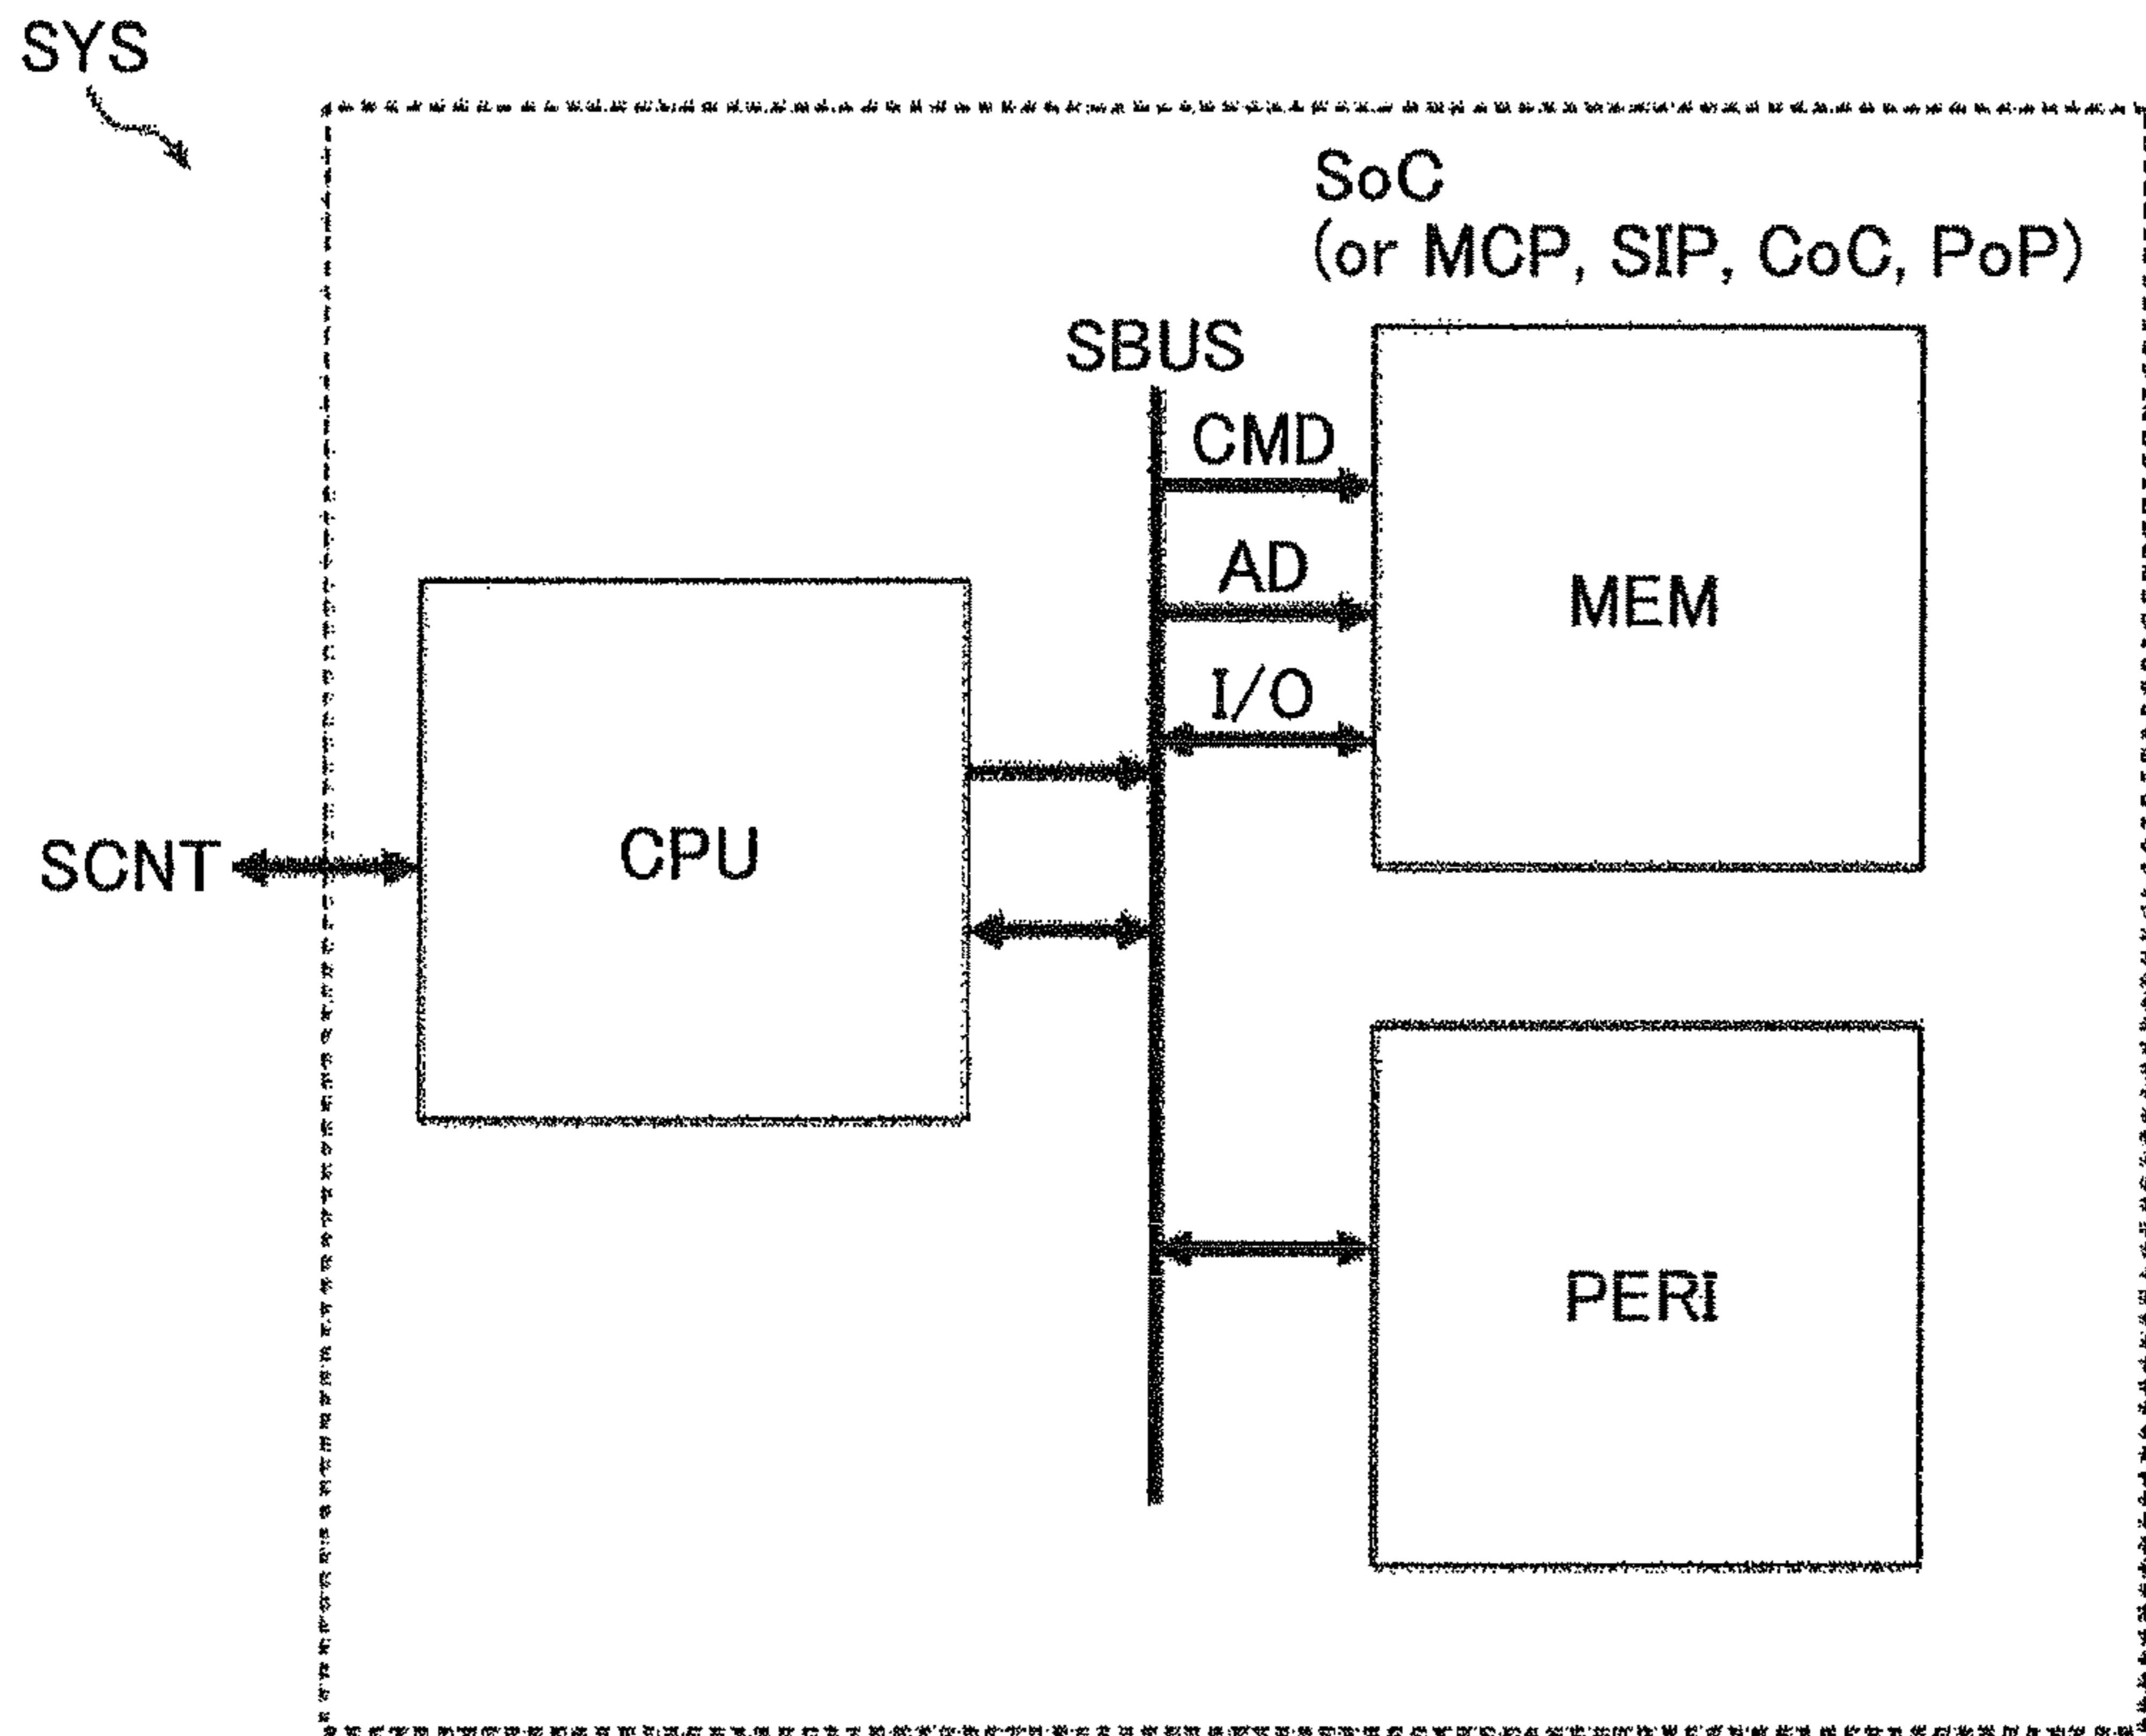 SYS
SoC
(or MCP, SIP, CoC, PoP)
SBUS
CMD
AD
MEM
I/O
CPU
SCNT
PERI